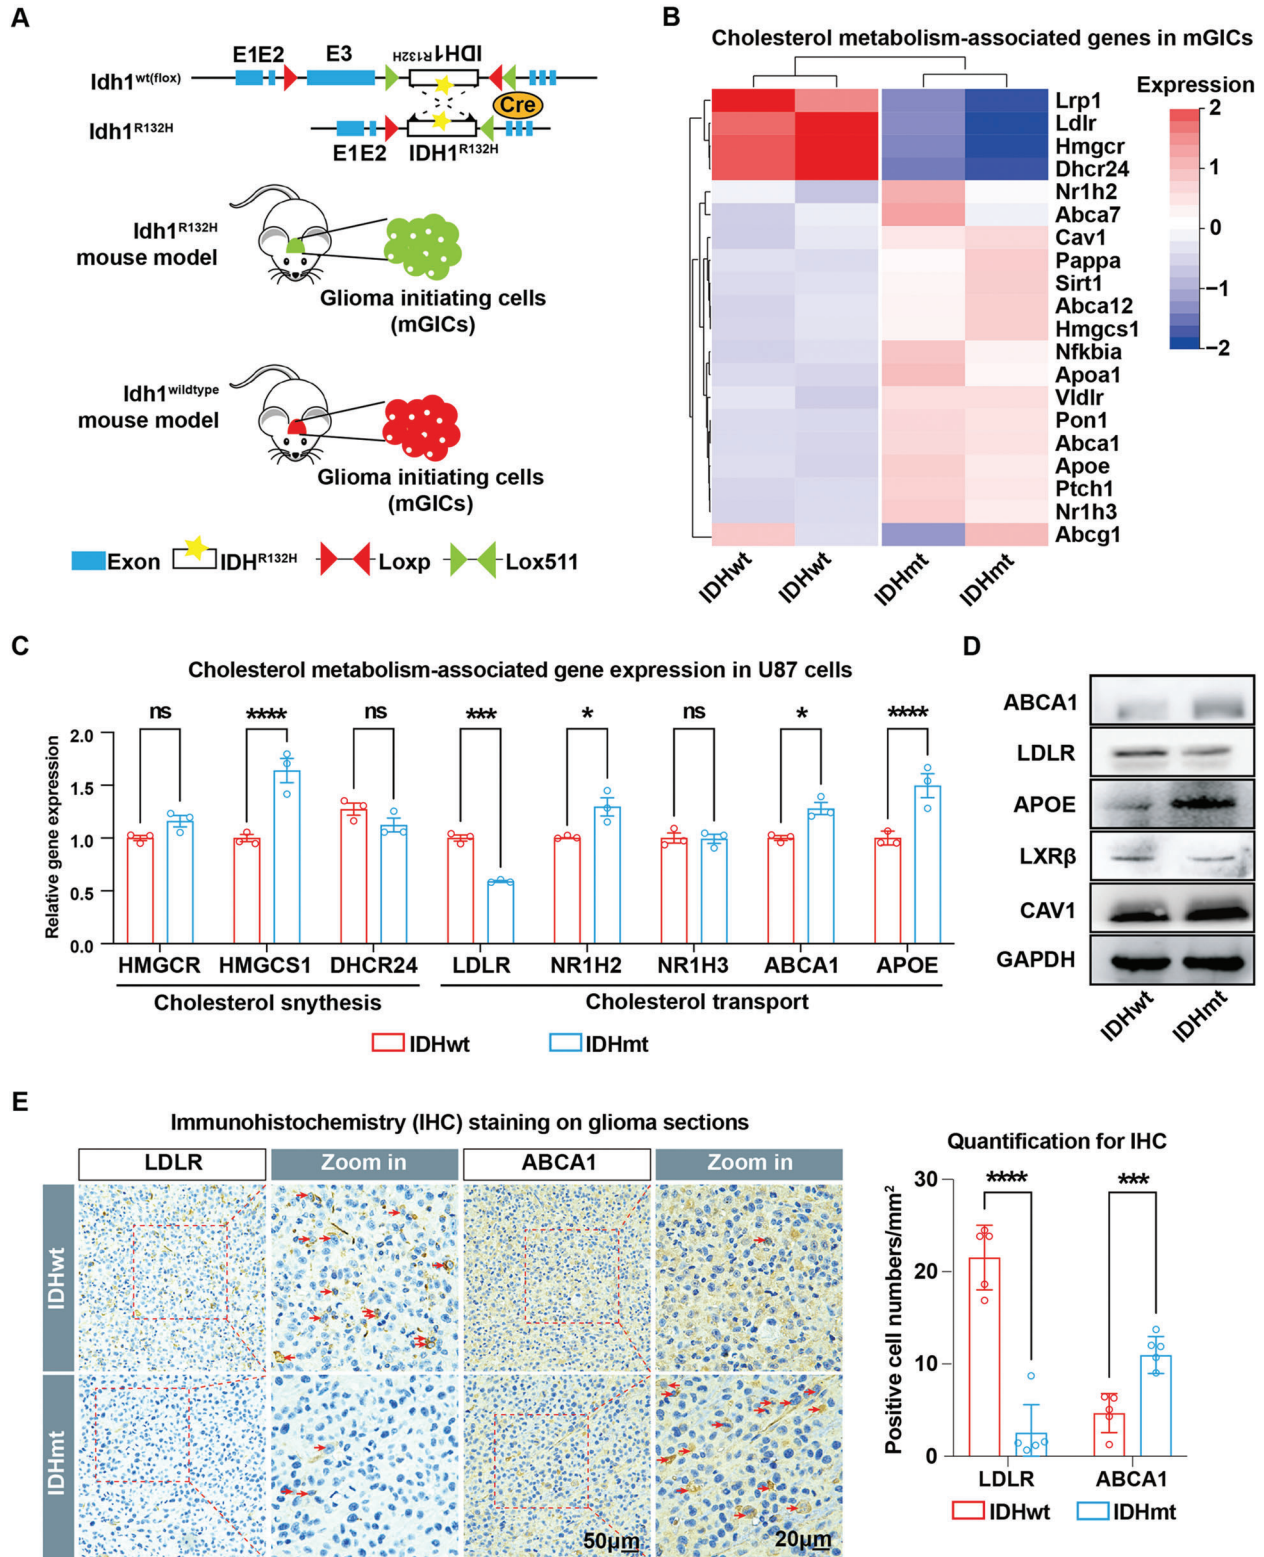 A
E1E2
E3
IDH1R132H
Idh1wt(flox)
Cre
Idh1R132H
E1E2
IDH1R132H
Idh1R132H
mouse model
Glioma initiating cells
(mGICs)
Idh1wildtype
mouse model
Glioma initiating cells
(mGICs)
Exon
IDHR132H
Loxp
Lox511
B
Cholesterol metabolism-associated genes in mGICs
Expression
2
1
0
−1
−2
Lrp1
Ldlr
Hmgcr
Dhcr24
Nr1h2
Abca7
Cav1
Pappa
Sirt1
Abca12
Hmgcs1
Nfkbia
Apoa1
Vldlr
Pon1
Abca1
Apoe
Ptch1
Nr1h3
Abcg1
IDHwt
IDHwt
IDHmt
IDHmt
C
Cholesterol metabolism-associated gene expression in U87 cells
Relative gene expression
2.0
1.5
1.0
0.5
0.0
ns
****
ns
***
*
ns
*
****
HMGCR
HMGCS1
DHCR24
LDLR
NR1H2
NR1H3
ABCA1
APOE
Cholesterol snythesis
Cholesterol transport
IDHwt
IDHmt
D
ABCA1
LDLR
APOE
LXRβ
CAV1
GAPDH
IDHwt
IDHmt
E
Immunohistochemistry (IHC) staining on glioma sections
LDLR
Zoom in
ABCA1
Zoom in
IDHwt
IDHmt
50μm
20μm
Quantification for IHC
Positive cell numbers/mm2
30
20
10
0
****
***
LDLR
ABCA1
IDHwt
IDHmt